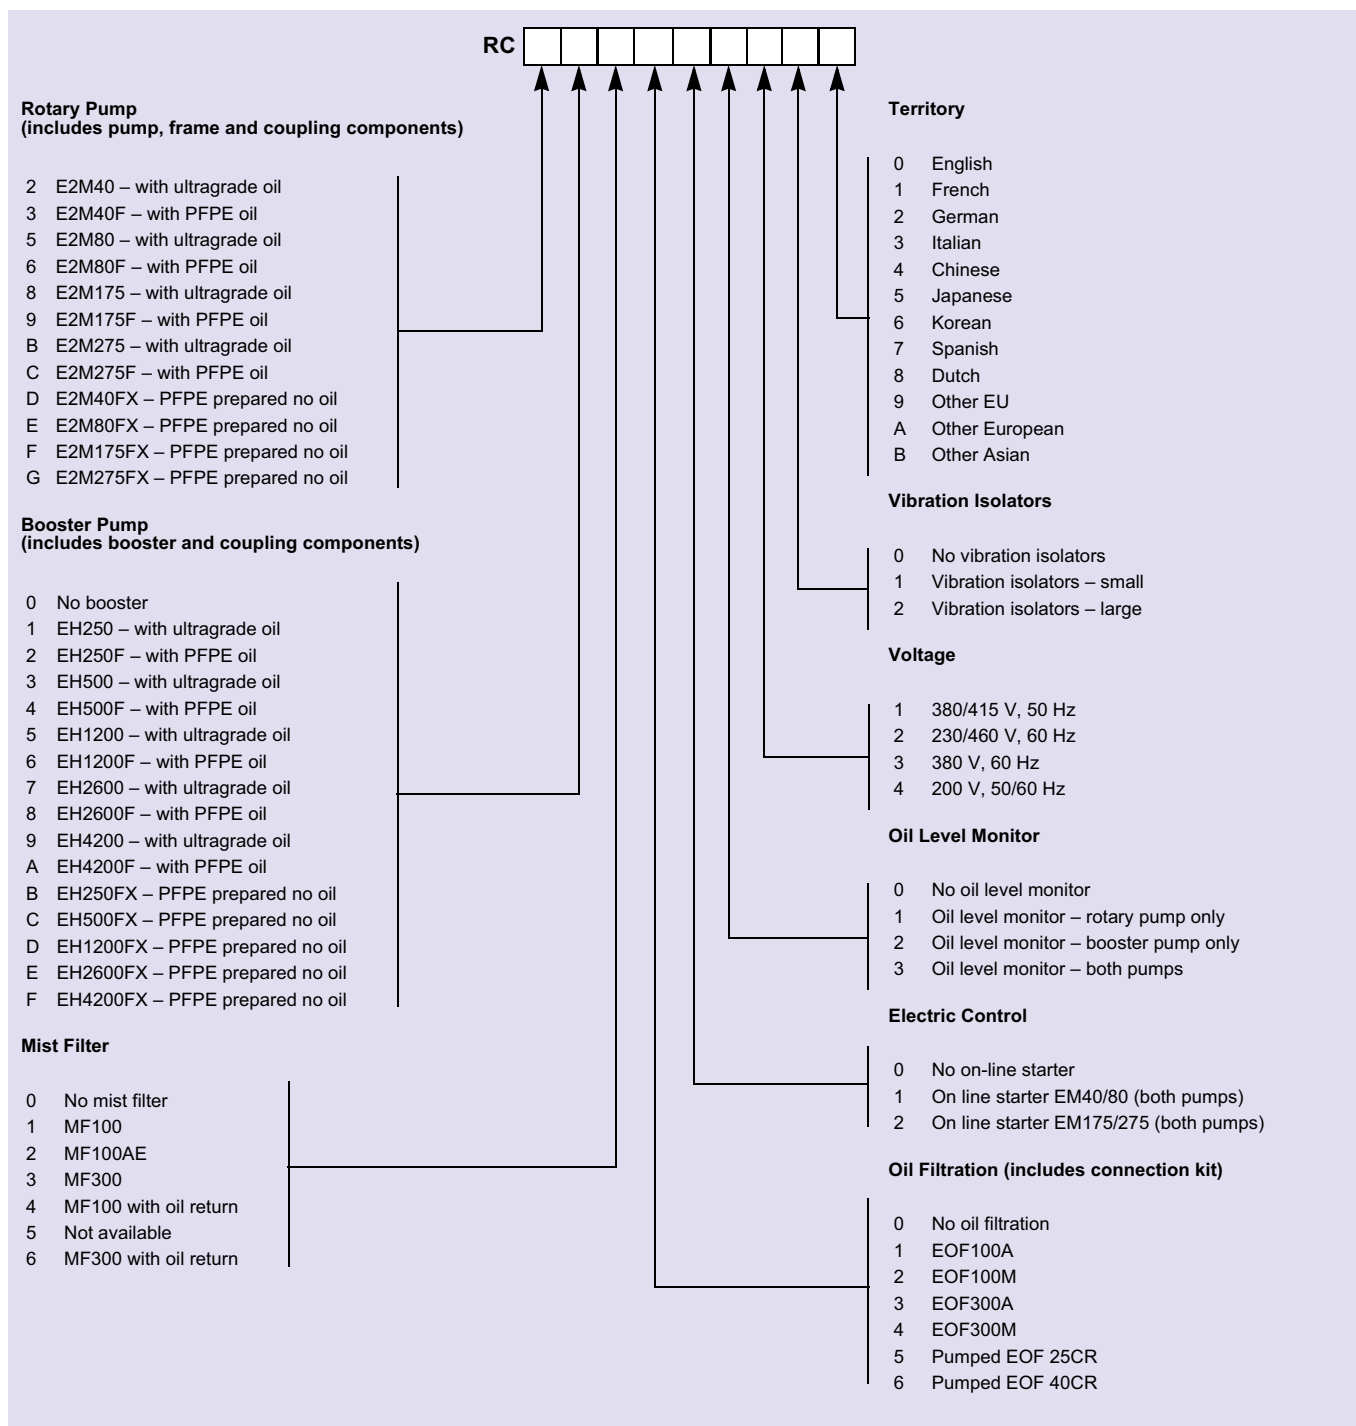 RC
Rotary Pump
(includes pump, frame and coupling components)
2 E2M40 – with ultragrade oil
3 E2M40F – with PFPE oil
5 E2M80 – with ultragrade oil
6 E2M80F – with PFPE oil
8 E2M175 – with ultragrade oil
9 E2M175F – with PFPE oil
B E2M275 – with ultragrade oil
C E2M275F – with PFPE oil
D E2M40FX – PFPE prepared no oil
E E2M80FX – PFPE prepared no oil
F E2M175FX – PFPE prepared no oil
G E2M275FX – PFPE prepared no oil
Booster Pump
(includes booster and coupling components)
0 No booster
1 EH250 – with ultragrade oil
2 EH250F – with PFPE oil
3 EH500 – with ultragrade oil
4 EH500F – with PFPE oil
5 EH1200 – with ultragrade oil
6 EH1200F – with PFPE oil
7 EH2600 – with ultragrade oil
8 EH2600F – with PFPE oil
9 EH4200 – with ultragrade oil
A EH4200F – with PFPE oil
B EH250FX – PFPE prepared no oil
C EH500FX – PFPE prepared no oil
D EH1200FX – PFPE prepared no oil
E EH2600FX – PFPE prepared no oil
F EH4200FX – PFPE prepared no oil
Mist Filter
0 No mist filter
1 MF100
2 MF100AE
3 MF300
4 MF100 with oil return
5 Not available
6 MF300 with oil return
Territory
0 English
1 French
2 German
3 Italian
4 Chinese
5 Japanese
6 Korean
7 Spanish
8 Dutch
9 Other EU
A Other European
B Other Asian
Vibration Isolators
0 No vibration isolators
1 Vibration isolators – small
2 Vibration isolators – large
Voltage
1 380/415 V, 50 Hz
2 230/460 V, 60 Hz
3 380 V, 60 Hz
4 200 V, 50/60 Hz
Oil Level Monitor
0 No oil level monitor
1 Oil level monitor – rotary pump only
2 Oil level monitor – booster pump only
3 Oil level monitor – both pumps
Electric Control
0 No on-line starter
1 On line starter EM40/80 (both pumps)
2 On line starter EM175/275 (both pumps)
Oil Filtration (includes connection kit)
0 No oil filtration
1 EOF100A
2 EOF100M
3 EOF300A
4 EOF300M
5 Pumped EOF 25CR
6 Pumped EOF 40CR